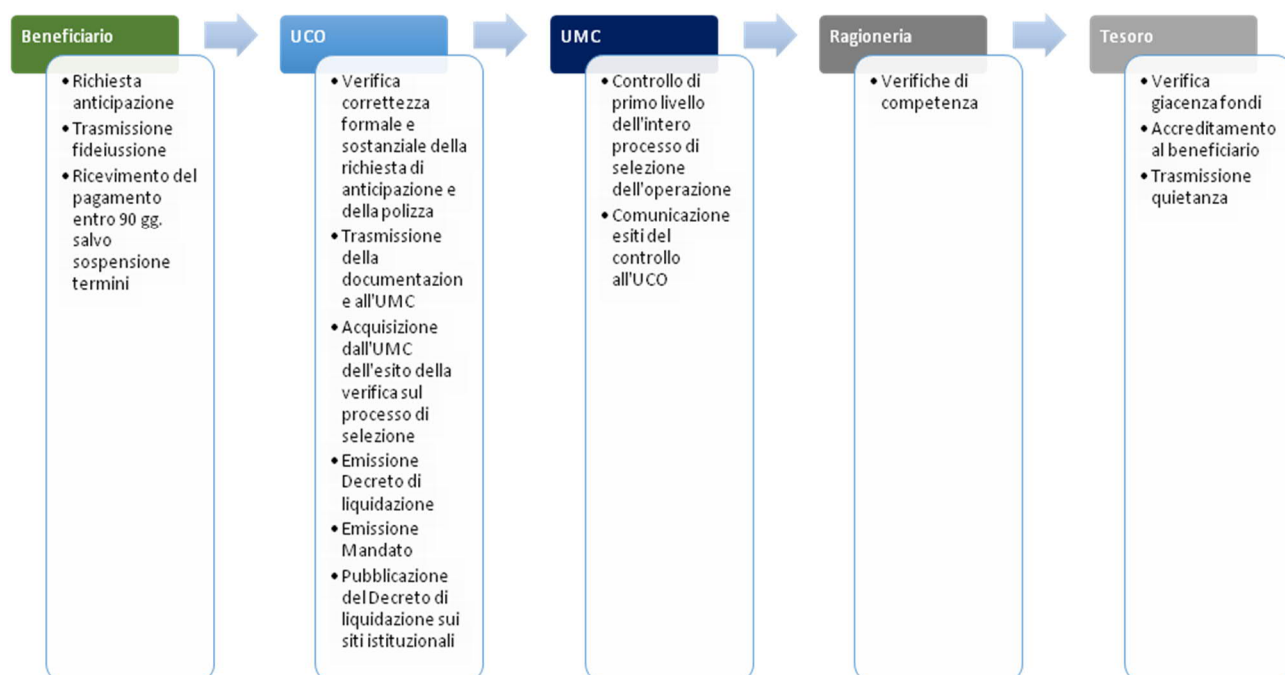 Beneficiario
• Richiesta
anticipazione
• Trasmissione
fideiussione
• Ricevimento del
pagamento
entro 90 gg.
salvo
sospensione
termini
UCO
• Verifica
correttezza
formale e
sostanziale della
richiesta di
anticipazione e
della polizza
• Trasmissione
della
documentazion
e all'UMC
• Acquisizione
dall'UMC
dell'esito della
verifica sul
processo di
selezione
• Emissione
Decreto di
liquidazione
• Emissione
Mandato
• Pubblicazione
del Decreto di
liquidazione sui
siti istituzionali
UMC
• Controllo di
primo livello
dell'intero
processo di
selezione
dell'operazione
• Comunicazione
esiti del
controllo
all'UCO
Ragioneria
• Verifiche di
competenza
Tesoro
• Verifica
giacenza fondi
• Accreditamento
al beneficiario
• Trasmissione
quietanza